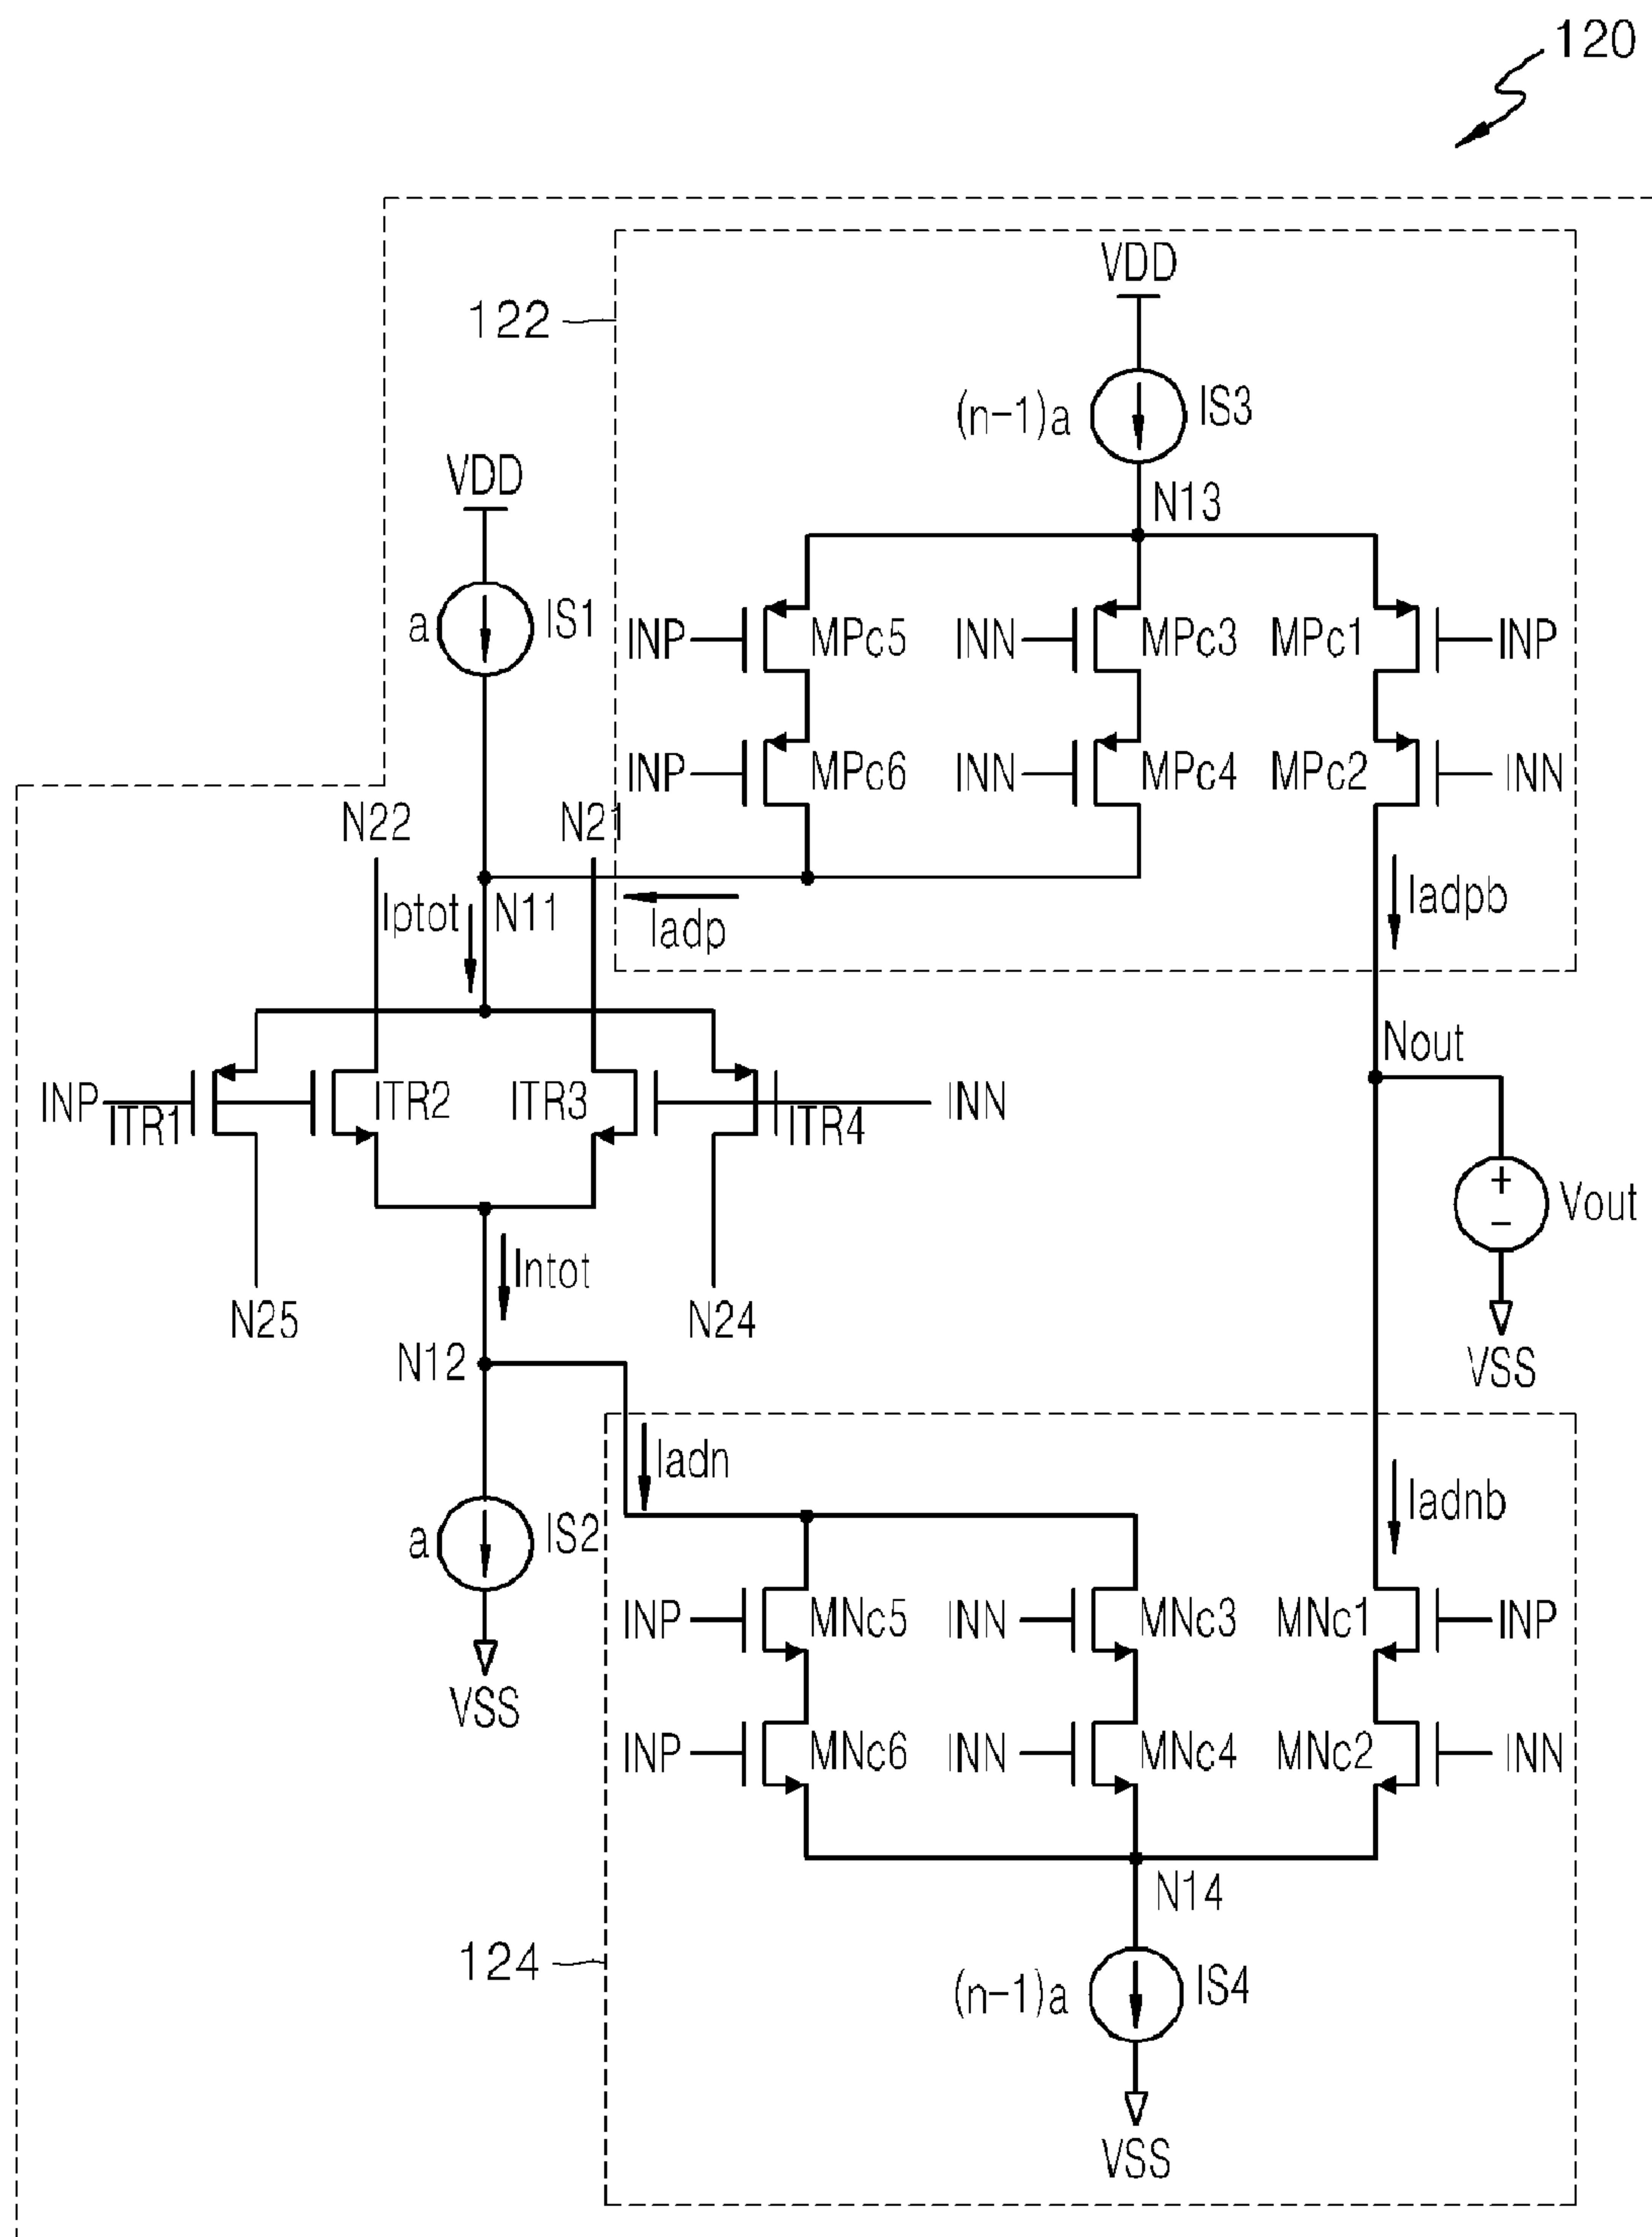 120
VDD
122
(n-1)a
IS3
N13
VDD
a
IS1
INP
MPc5
INN
MPc3
MPc1
INP
INP
MPc6
INN
MPc4
MPc2
INN
N22
N21
Iptot
N11
Iadp
Iadpb
Nout
INP
ITR1
ITR2
ITR3
ITR4
INN
+
-
Vout
Intot
N25
N24
N12
VSS
Iadn
Iadnb
a
IS2
INP
MNc5
INN
MNc3
MNc1
INP
VSS
INP
MNc6
INN
MNc4
MNc2
INN
N14
124
(n-1)a
IS4
VSS